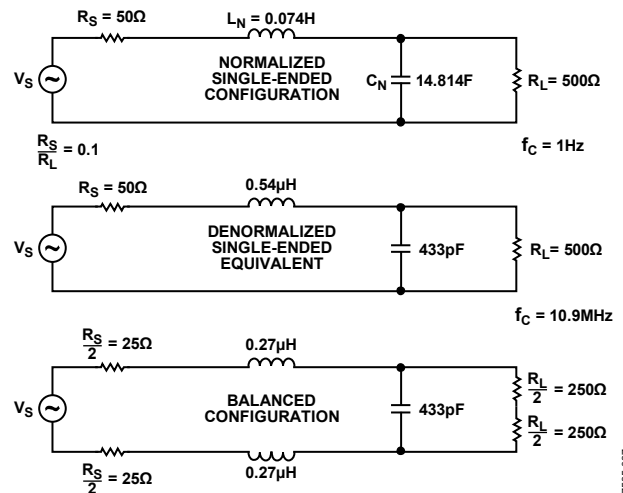 R_S = 50Ω
L_N = 0.074H
V_S
NORMALIZED
SINGLE-ENDED
CONFIGURATION
C_N
14.814F
R_L = 500Ω
R_S
R_L
= 0.1
f_C = 1Hz
R_S = 50Ω
0.54µH
V_S
DENORMALIZED
SINGLE-ENDED
EQUIVALENT
433pF
R_L = 500Ω
f_C = 10.9MHz
R_S
2
= 25Ω
0.27µH
V_S
BALANCED
CONFIGURATION
433pF
R_L
2
= 250Ω
R_L
2
= 250Ω
R_S
2
= 25Ω
0.27µH